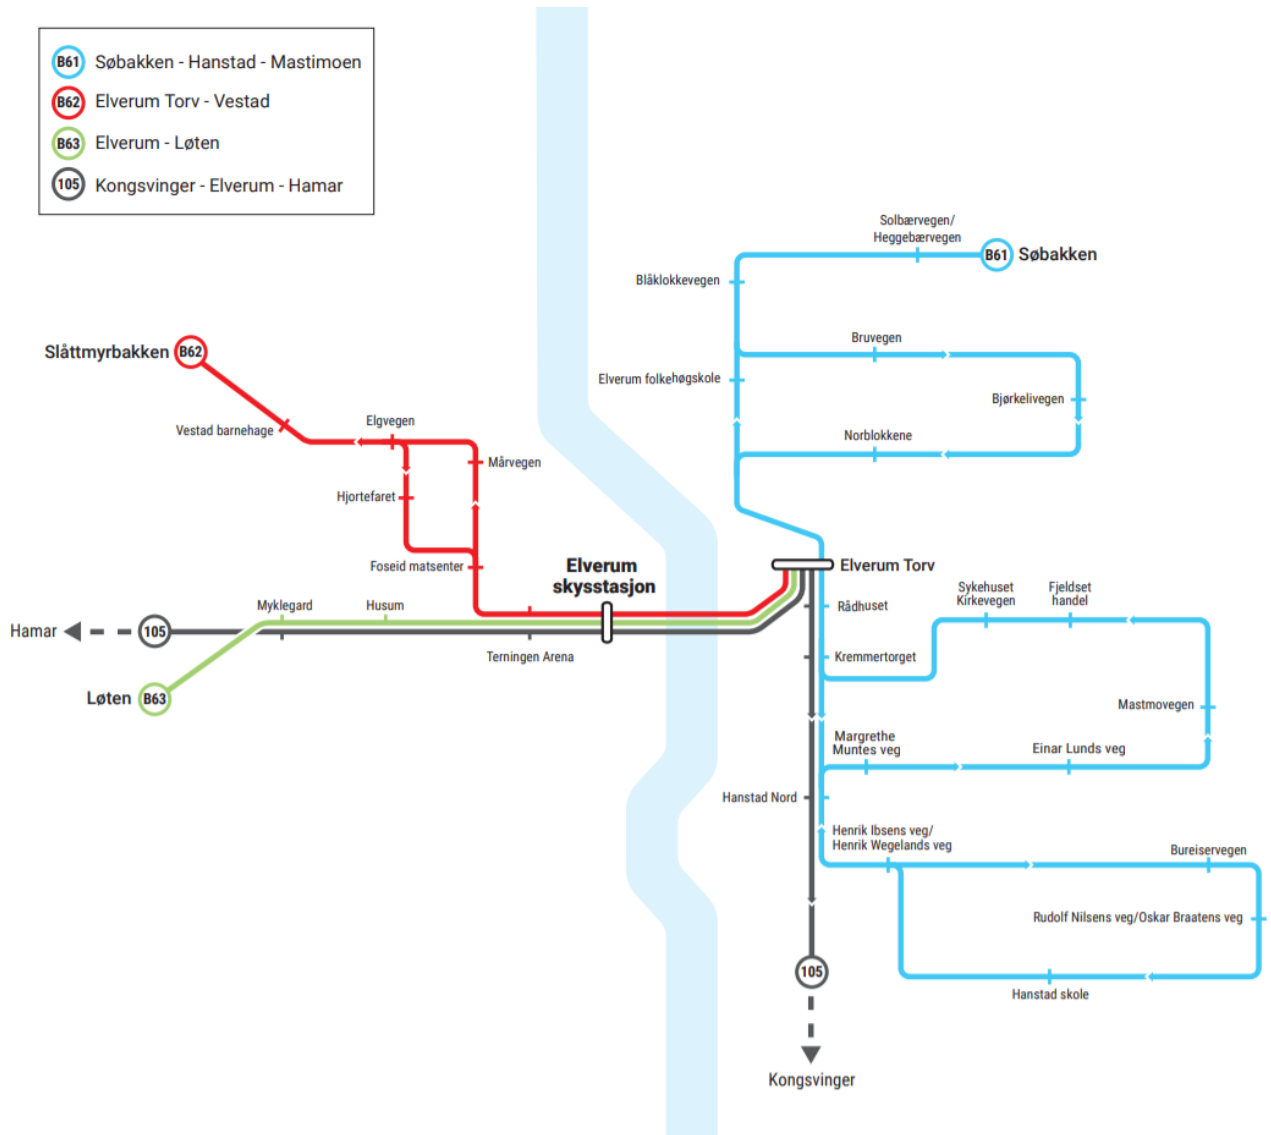 B61 Søbakken - Hanstad - Mastimoen
B62 Elverum Torv - Vestad
B63 Elverum - Løten
105 Kongsvinger - Elverum - Hamar
Solbærvegen/
Heggebærvegen
B61 Søbakken
Blåklokkevegen
Bruvegen
Slåttmyrbakken B62
Elverum folkehøgskole
Bjørkelivegen
Elgvegen
Vestad barnehage
Norblokkene
Mårvegen
Hjortefaret
Foseid matsenter
Elverum
skysstasjon
Elverum Torv
Sykehuset
Kirkevegen
Fjeldset
handel
Myklegard
Husum
Rådhuset
Hamar 105
Terningen Arena
Kremmertorget
Løten B63
Mastmovegen
Margrethe
Muntes veg
Einar Lunds veg
Hanstad Nord
Henrik Ibsens veg/
Henrik Wegelands veg
Bureiservegen
Rudolf Nilsens veg/Oskar Braatens veg
105
Hanstad skole
Kongsvinger